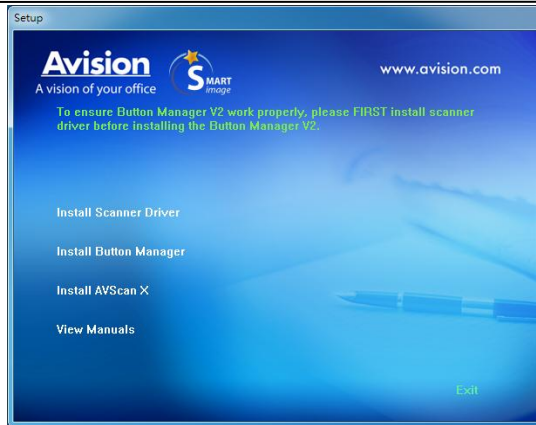 Setup
Avision
A vision of your office
SMART
image
www.avision.com
To ensure Button Manager V2 work properly, please FIRST install scanner
driver before installing the Button Manager V2.
Install Scanner Driver
Install Button Manager
Install AVScan X
View Manuals
Exit